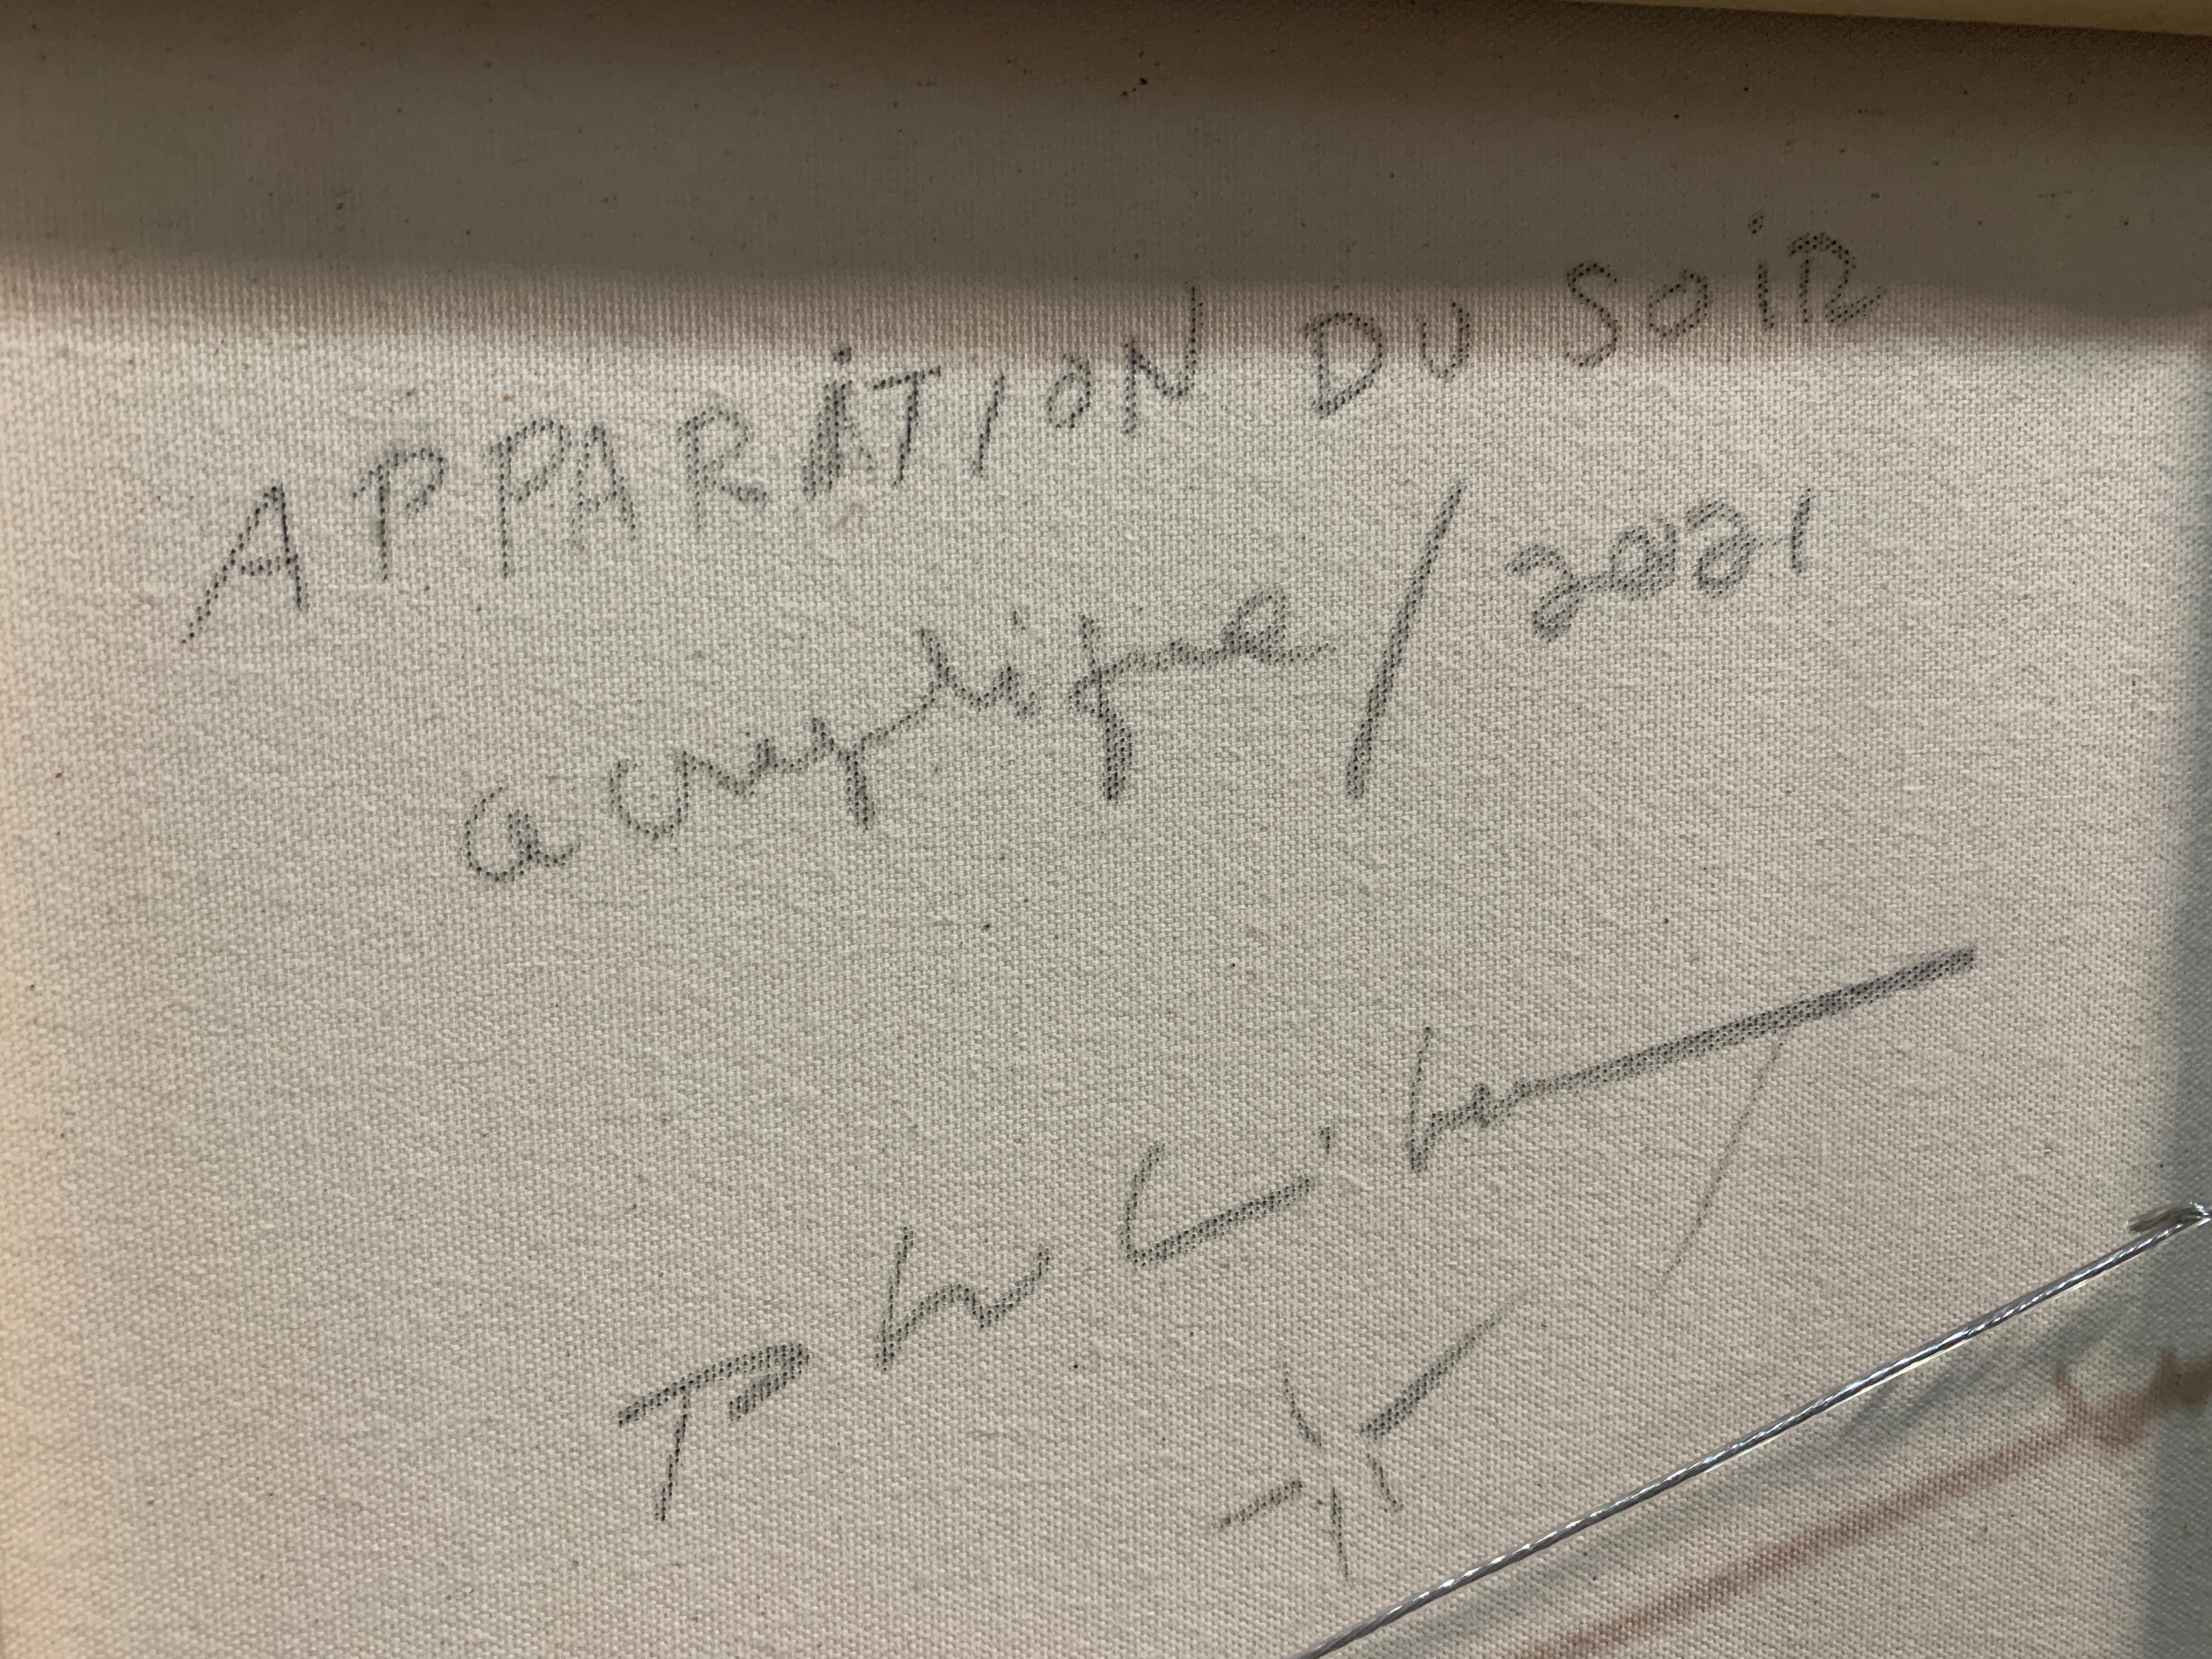 APPARITION DU SOIR
acrylique / 2021